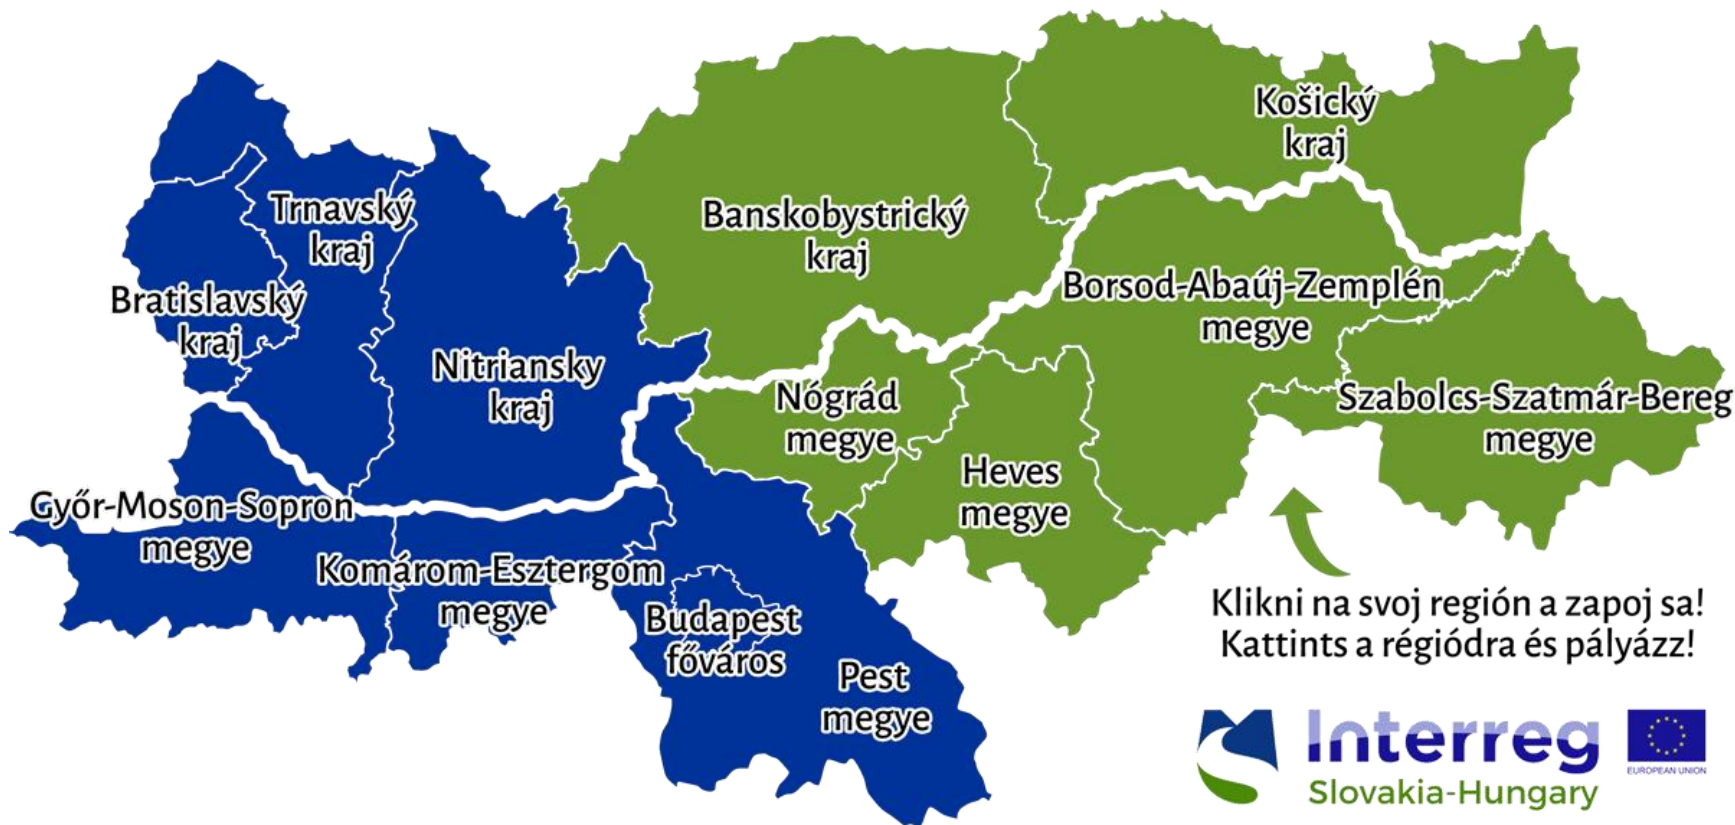 Košický
kraj
Trnavský
kraj
Banskobystrický
kraj
Bratislavský
kraj
Borsod-Abaúj-Zemplén
megye
Nitriansky
kraj
Nógrád
megye
Szabolcs-Szatmár-Bereg
megye
Heves
megye
Győr-Moson-Sopron
megye
Komárom-Esztergom
megye
Budapest
főváros
Pest
megye
Klikni na svoj región a zapoj sa!
Kattints a régiódra és pályázz!
Interreg
Slovakia-Hungary
EUROPEAN UNION